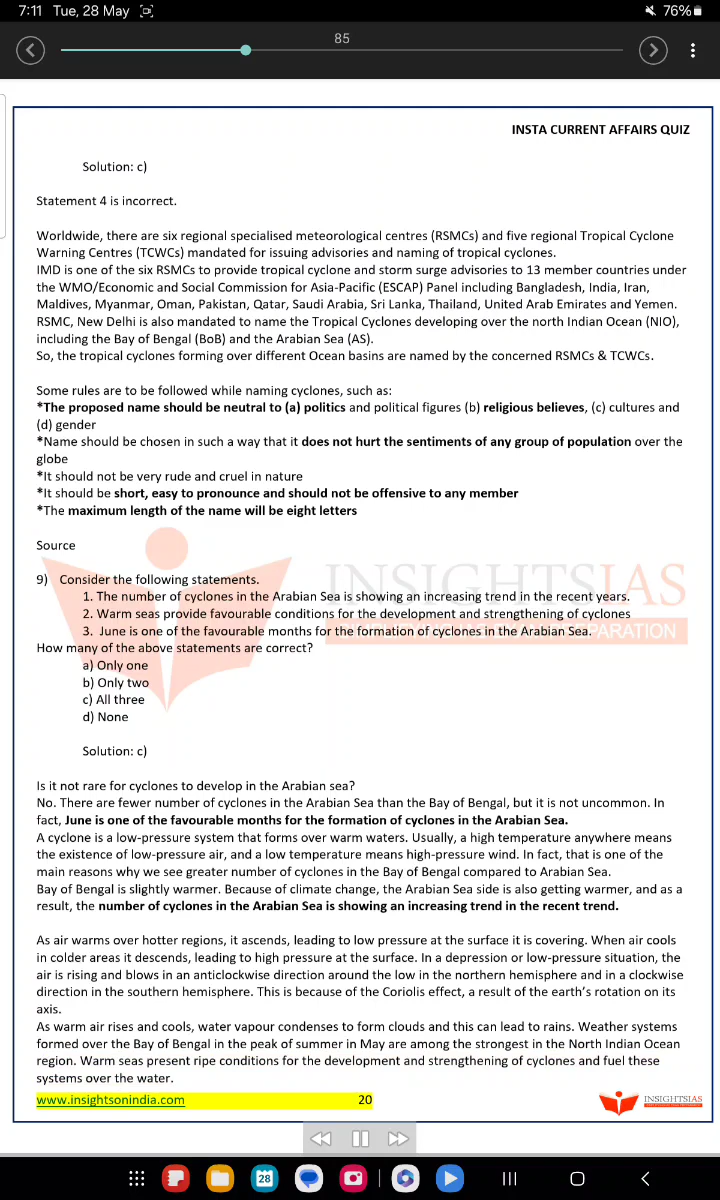 7:11 Tue, 28 May
76%
85
INSTA CURRENT AFFAIRS QUIZ
Solution: c)
Statement 4 is incorrect.
Worldwide, there are six regional specialised meteorological centres (RSMCs) and five regional Tropical Cyclone
Warning Centres (TCWCs) mandated for issuing advisories and naming of tropical cyclones.
IMD is one of the six RSMCs to provide tropical cyclone and storm surge advisories to 13 member countries under
the WMO/Economic and Social Commission for Asia-Pacific (ESCAP) Panel including Bangladesh, India, Iran,
Maldives, Myanmar, Oman, Pakistan, Qatar, Saudi Arabia, Sri Lanka, Thailand, United Arab Emirates and Yemen.
RSMC, New Delhi is also mandated to name the Tropical Cyclones developing over the north Indian Ocean (NIO),
including the Bay of Bengal (BoB) and the Arabian Sea (AS).
So, the tropical cyclones forming over different Ocean basins are named by the concerned RSMCs & TCWCs.
Some rules are to be followed while naming cyclones, such as:
*The proposed name should be neutral to (a) politics and political figures (b) religious believes, (c) cultures and
(d) gender
*Name should be chosen in such a way that it does not hurt the sentiments of any group of population over the
globe
*It should not be very rude and cruel in nature
*It should be short, easy to pronounce and should not be offensive to any member
*The maximum length of the name will be eight letters
Source
INSIGHTSIAS
9) Consider the following statements.
1. The number of cyclones in the Arabian Sea is showing an increasing trend in the recent years.
2. Warm seas provide favourable conditions for the development and strengthening of cyclones
3. June is one of the favourable months for the formation of cyclones in the Arabian Sea.
How many of the above statements are correct?
a) Only one
b) Only two
c) All three
d) None
Solution: c)
Is it not rare for cyclones to develop in the Arabian sea?
No. There are fewer number of cyclones in the Arabian Sea than the Bay of Bengal, but it is not uncommon. In
fact, June is one of the favourable months for the formation of cyclones in the Arabian Sea.
A cyclone is a low-pressure system that forms over warm waters. Usually, a high temperature anywhere means
the existence of low-pressure air, and a low temperature means high-pressure wind. In fact, that is one of the
main reasons why we see greater number of cyclones in the Bay of Bengal compared to Arabian Sea.
Bay of Bengal is slightly warmer. Because of climate change, the Arabian Sea side is also getting warmer, and as a
result, the number of cyclones in the Arabian Sea is showing an increasing trend in the recent trend.
As air warms over hotter regions, it ascends, leading to low pressure at the surface it is covering. When air cools
in colder areas it descends, leading to high pressure at the surface. In a depression or low-pressure situation, the
air is rising and blows in an anticlockwise direction around the low in the northern hemisphere and in a clockwise
direction in the southern hemisphere. This is because of the Coriolis effect, a result of the earth's rotation on its
axis.
As warm air rises and cools, water vapour condenses to form clouds and this can lead to rains. Weather systems
formed over the Bay of Bengal in the peak of summer in May are among the strongest in the North Indian Ocean
region. Warm seas present ripe conditions for the development and strengthening of cyclones and fuel these
systems over the water.
www.insightsonindia.com 20
INSIGHTSIAS
28